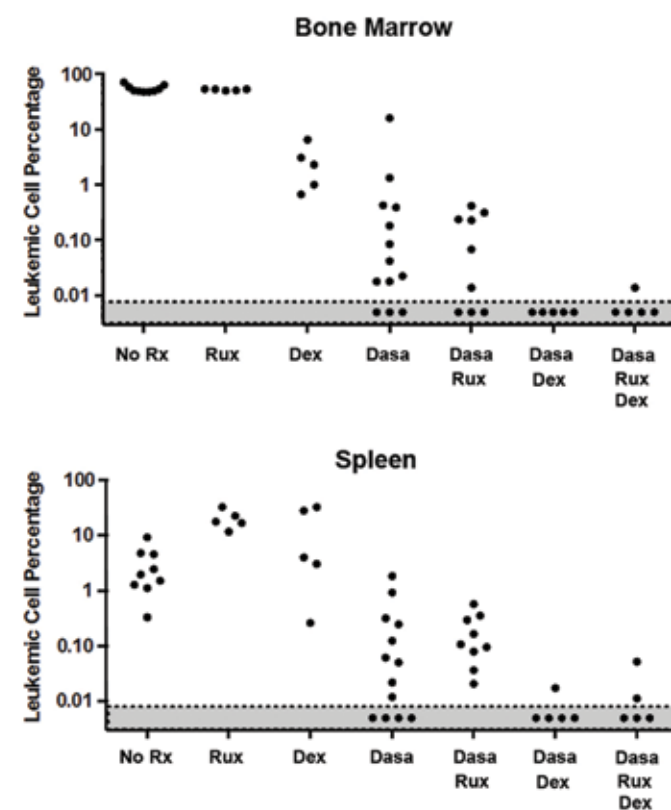 Bone Marrow
Leukemic Cell Percentage
100
10
1
0.10
0.01
No Rx Rux Dex Dasa Dasa Dasa Dasa
Rux Dex Rux
Dex
Spleen
Leukemic Cell Percentage
100
10
1
0.10
0.01
No Rx Rux Dex Dasa Dasa Dasa Dasa
Rux Dex Rux
Dex